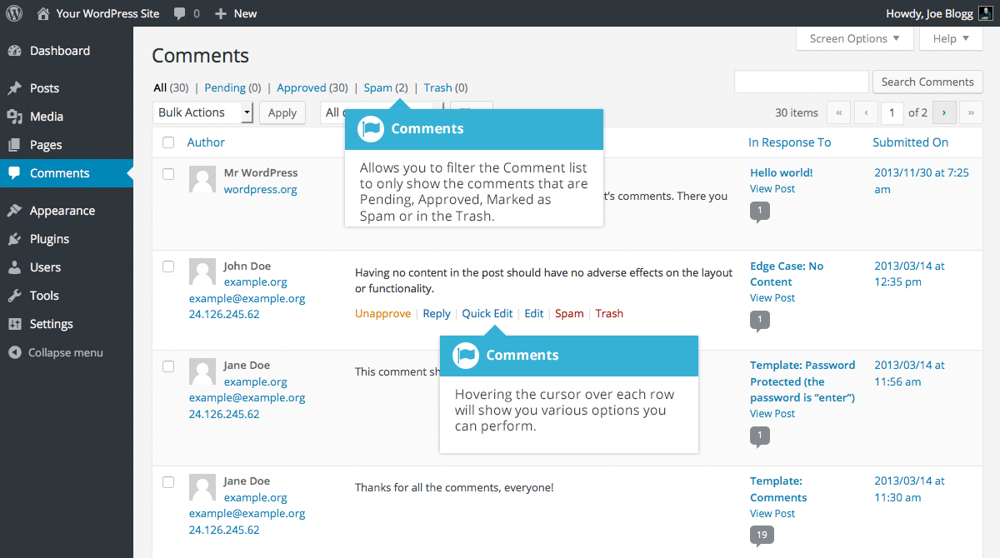 Your WordPress Site 0 New Howdy, Joe Blogg
Screen Options Help
Dashboard
Posts
Media
Pages
Comments
Appearance
Plugins
Users
Tools
Settings
Collapse menu
Comments
All (30) | Pending (0) | Approved (30) | Spam (2) | Trash (0)
Search Comments
Bulk Actions Apply All 30 items « ‹ 1 of 2 › »
Comments
Allows you to filter the Comment list
to only show the comments that are
Pending, Approved, Marked as
Spam or in the Trash.
Author In Response To Submitted On
Mr WordPress
wordpress.org
t's comments. There you
Hello world!
View Post
1
2013/11/30 at 7:25
am
John Doe
example.org
example@example.org
24.126.245.62
Having no content in the post should have no adverse effects on the layout
or functionality.
Unapprove | Reply | Quick Edit | Edit | Spam | Trash
Edge Case: No
Content
View Post
1
2013/03/14 at
12:35 pm
Comments
Hovering the cursor over each row
will show you various options you
can perform.
Jane Doe
example.org
example@example.org
24.126.245.62
This comment
Template: Password
Protected (the
password is “enter”)
View Post
1
2013/03/14 at
11:56 am
Jane Doe
example.org
example@example.org
24.126.245.62
Thanks for all the comments, everyone!
Template:
Comments
View Post
19
2013/03/14 at
11:30 am